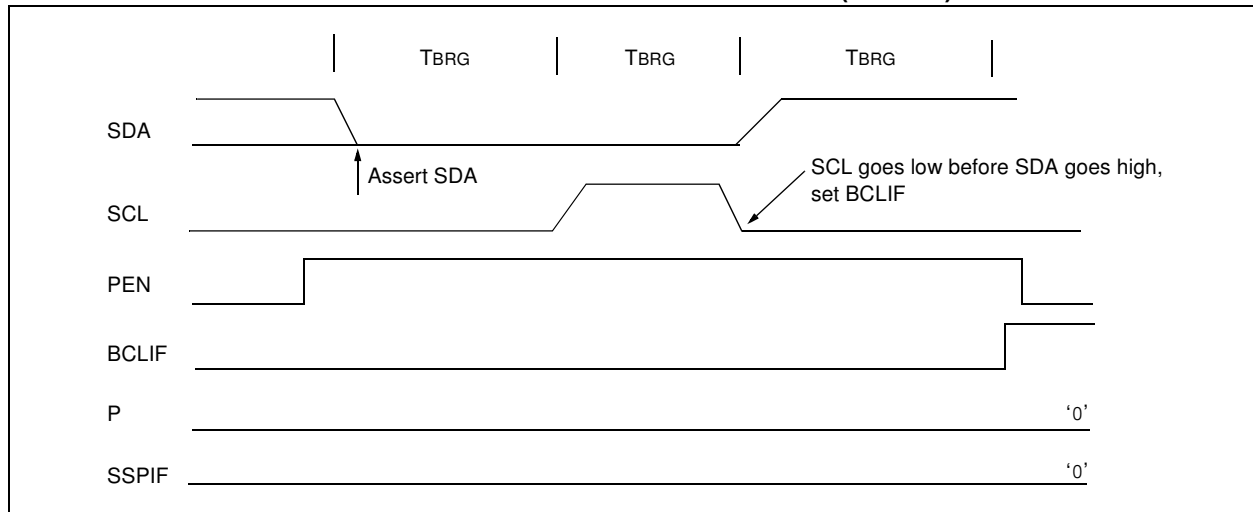 TBRG TBRG TBRG
SDA
Assert SDA
SCL goes low before SDA goes high,
set BCLIF
SCL
PEN
BCLIF
P ‘0’
SSPIF ‘0’